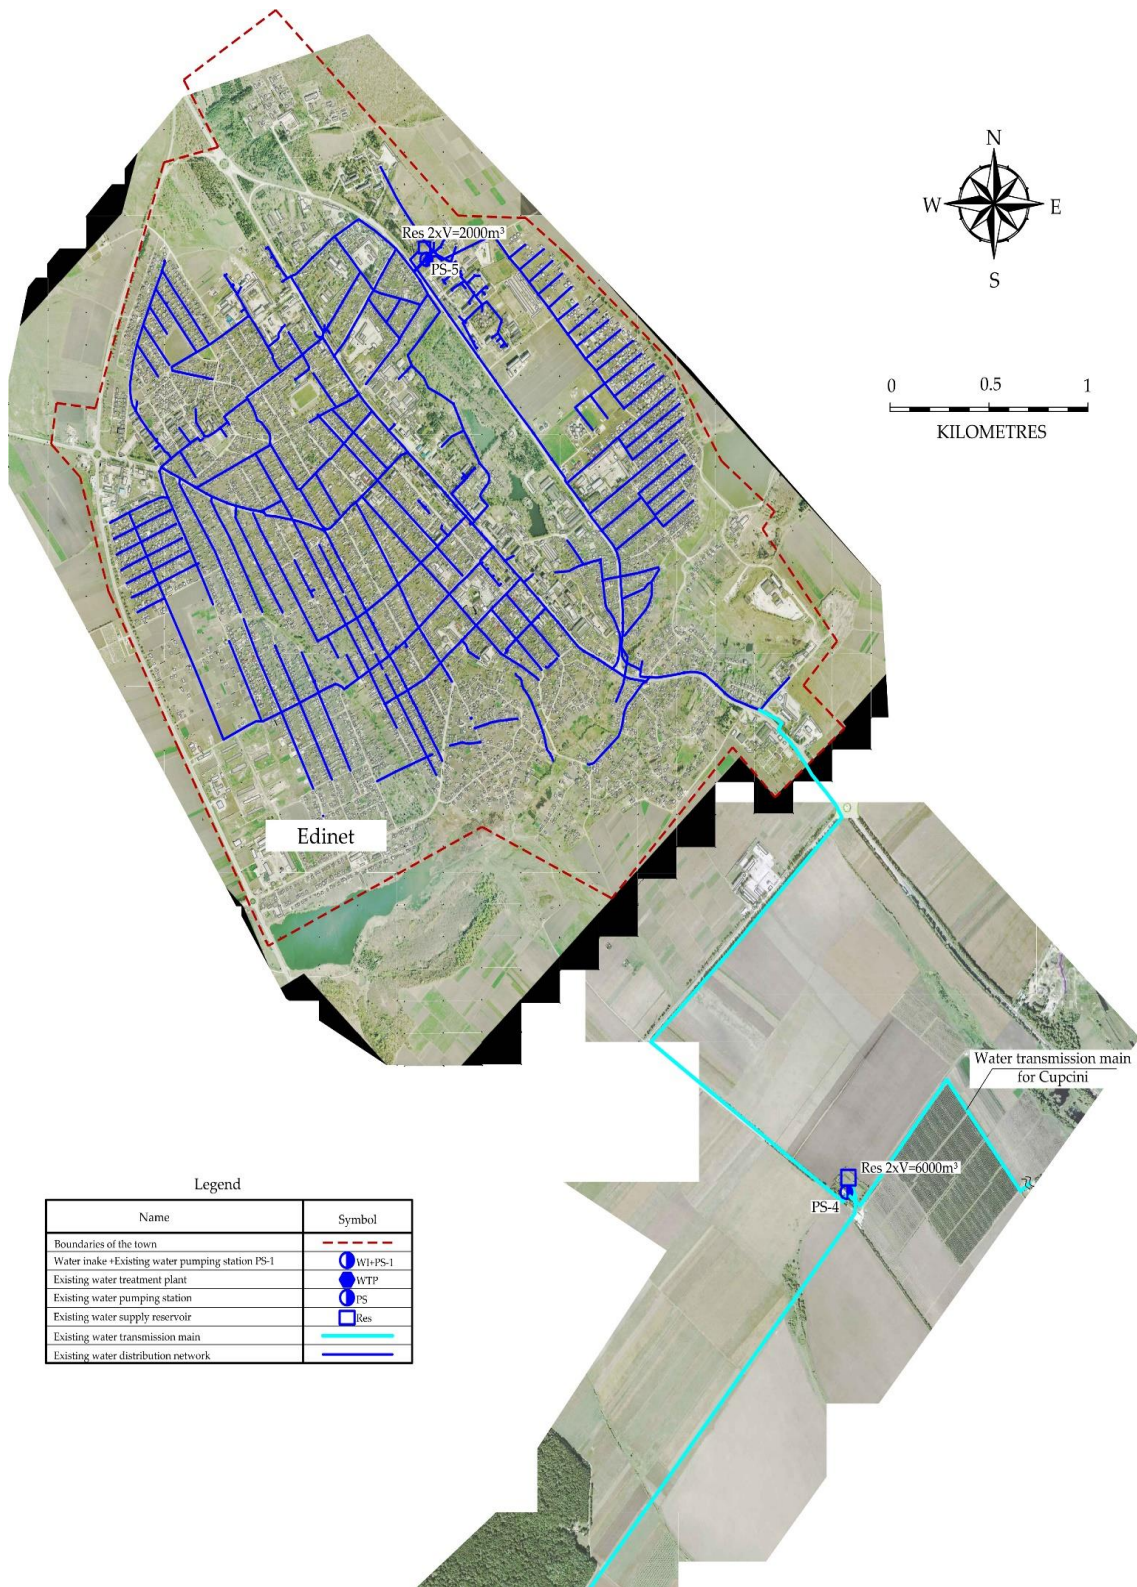 N
W
E
S
Res 2xV=2000m³
PS-5
0 0.5 1
KILOMETRES
Edinet
Water transmission main
for Cupcini
Res 2xV=6000m³
PS-4
Legend
Name Symbol
Boundaries of the town
Water inake +Existing water pumping station PS-1 WI+PS-1
Existing water treatment plant WTP
Existing water pumping station PS
Existing water supply reservoir Res
Existing water transmission main
Existing water distribution network